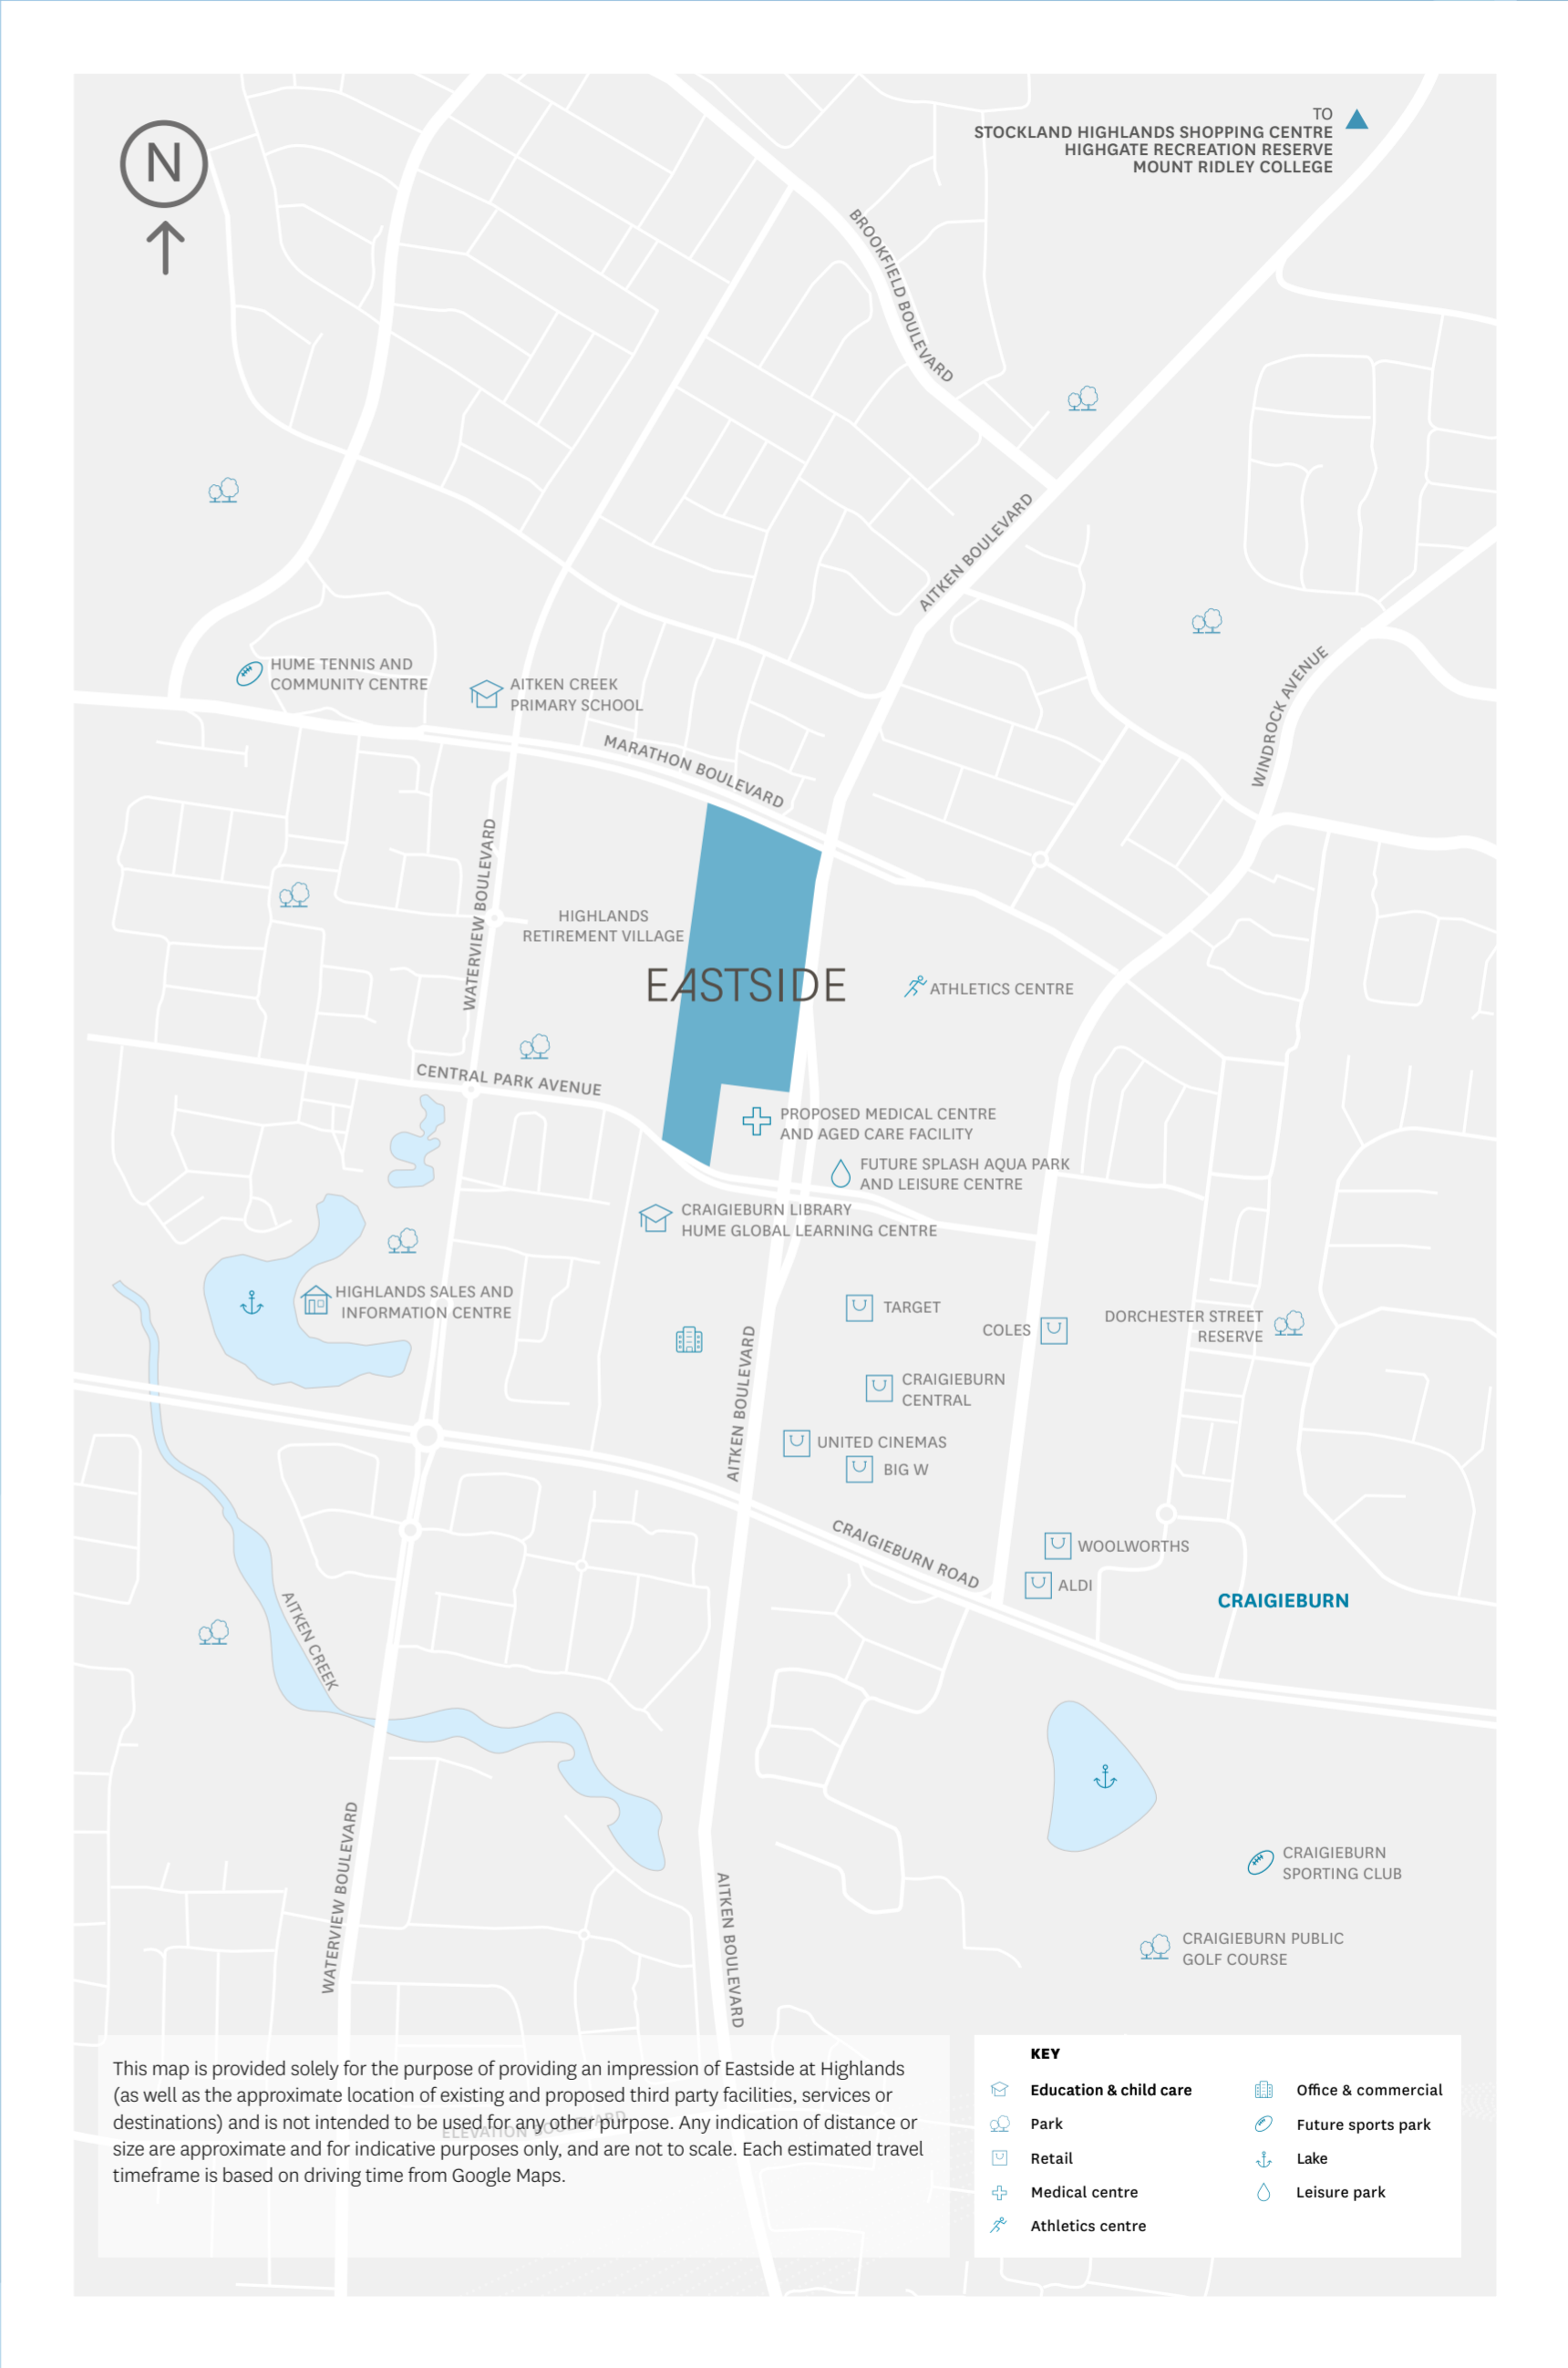 N
TO
STOCKLAND HIGHLANDS SHOPPING CENTRE
HIGHGATE RECREATION RESERVE
MOUNT RIDLEY COLLEGE
BROOKFIELD BOULEVARD
AITKEN BOULEVARD
WINDROCK AVENUE
HUME TENNIS AND
COMMUNITY CENTRE
AITKEN CREEK
PRIMARY SCHOOL
MARATHON BOULEVARD
WATERVIEW BOULEVARD
HIGHLANDS
RETIREMENT VILLAGE
EASTSIDE
ATHLETICS CENTRE
CENTRAL PARK AVENUE
PROPOSED MEDICAL CENTRE
AND AGED CARE FACILITY
FUTURE SPLASH AQUA PARK
AND LEISURE CENTRE
CRAIGIEBURN LIBRARY
HUME GLOBAL LEARNING CENTRE
HIGHLANDS SALES AND
INFORMATION CENTRE
TARGET
COLES
DORCHESTER STREET
RESERVE
CRAIGIEBURN
CENTRAL
AITKEN BOULEVARD
UNITED CINEMAS
BIG W
CRAIGIEBURN ROAD
WOOLWORTHS
ALDI
CRAIGIEBURN
AITKEN CREEK
WATERVIEW BOULEVARD
AITKEN BOULEVARD
CRAIGIEBURN
SPORTING CLUB
CRAIGIEBURN PUBLIC
GOLF COURSE
This map is provided solely for the purpose of providing an impression of Eastside at Highlands
(as well as the approximate location of existing and proposed third party facilities, services or
destinations) and is not intended to be used for any other purpose. Any indication of distance or
ELEVATION BOULEVARD
size are approximate and for indicative purposes only, and are not to scale. Each estimated travel
timeframe is based on driving time from Google Maps.
KEY
Education & child care
Park
Retail
Medical centre
Athletics centre
Office & commercial
Future sports park
Lake
Leisure park